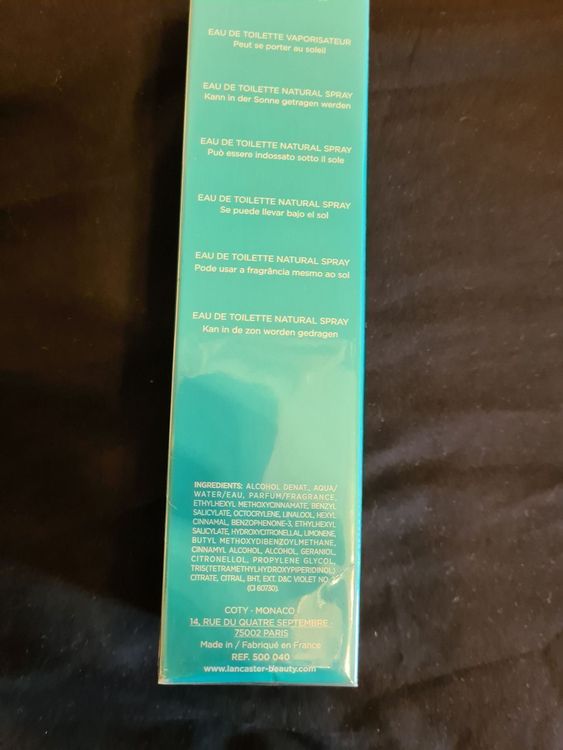 EAU DE TOILETTE VAPORISATEUR
Peut se porter au soleil
EAU DE TOILETTE NATURAL SPRAY
Kann in der Sonne getragen werden
EAU DE TOILETTE NATURAL SPRAY
Può essere indossato sotto il sole
EAU DE TOILETTE NATURAL SPRAY
Se puede llevar bajo el sol
EAU DE TOILETTE NATURAL SPRAY
Pode usar a fragrância mesmo ao sol
EAU DE TOILETTE NATURAL SPRAY
Kan in de zon worden gedragen
INGREDIENTS: ALCOHOL DENAT., AQUA/
WATER/EAU, PARFUM/FRAGRANCE,
ETHYLHEXYL METHOXYCINNAMATE, BENZYL
SALICYLATE, OCTOCRYLENE, LINALOOL, HEXYL
CINNAMAL, BENZOPHENONE-3, ETHYLHEXYL
SALICYLATE, HYDROXYCITRONELLAL, LIMONENE,
BUTYL METHOXYDIBENZOYLMETHANE,
CINNAMYL ALCOHOL, ALCOHOL, GERANIOL,
CITRONELLOL, PROPYLENE GLYCOL,
TRIS(TETRAMETHYLHYDROXYPIPERIDINOL)
CITRATE, CITRAL, BHT, EXT. D&C VIOLET NO 2
(CI 60730).
COTY - MONACO
14, RUE DU QUATRE SEPTEMBRE -
75002 PARIS
Made in / Fabriqué en France
REF. 500 040
www.lancaster-beauty.com